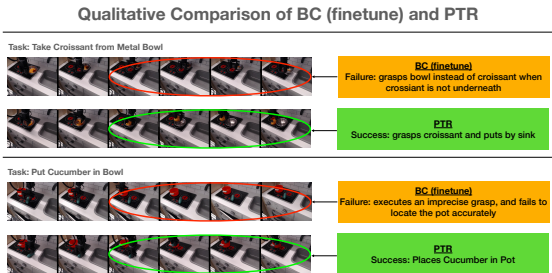 Qualitative Comparison of BC (finetune) and PTR
Task: Take Croissant from Metal Bowl
BC (finetune)
Failure: grasps bowl instead of croissant when
crossiant is not underneath
PTR
Success: grasps croissant and puts by sink
Task: Put Cucumber in Bowl
BC (finetune)
Failure: executes an imprecise grasp, and fails to
locate the pot accurately
PTR
Success: Places Cucumber in Pot